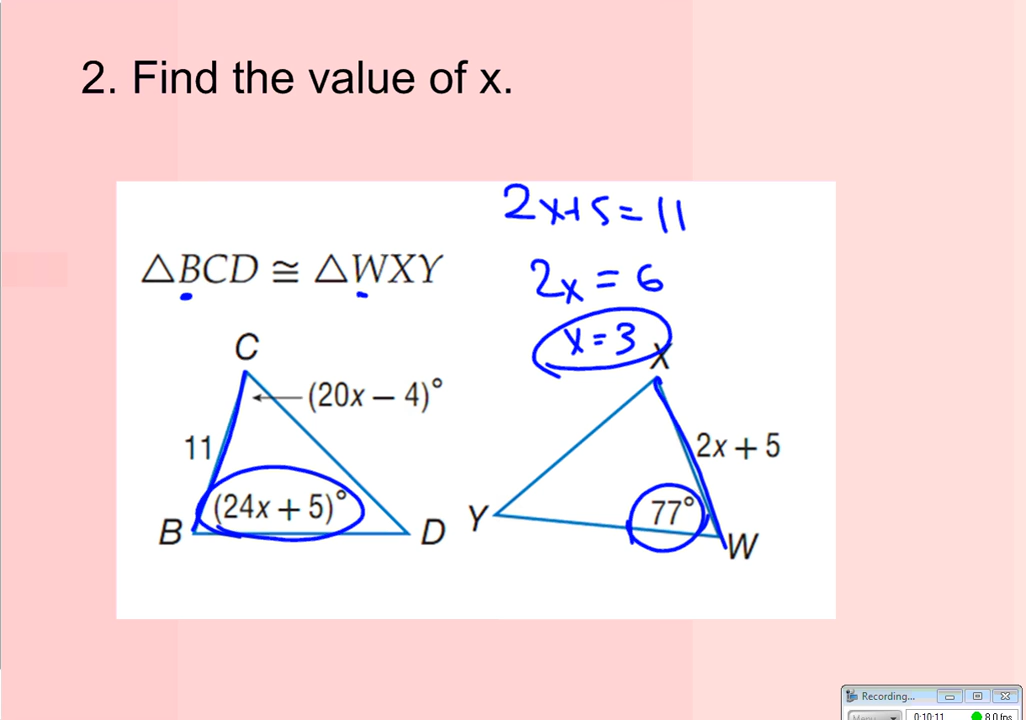 2. Find the value of x.
2x+5=11
△BCD ≅ △WXY
2x = 6
x=3
C
X
(20x – 4)°
11
2x + 5
(24x + 5)°
77°
B
D
Y
W
Recording...
Menu
0:10:11
8.0 fps